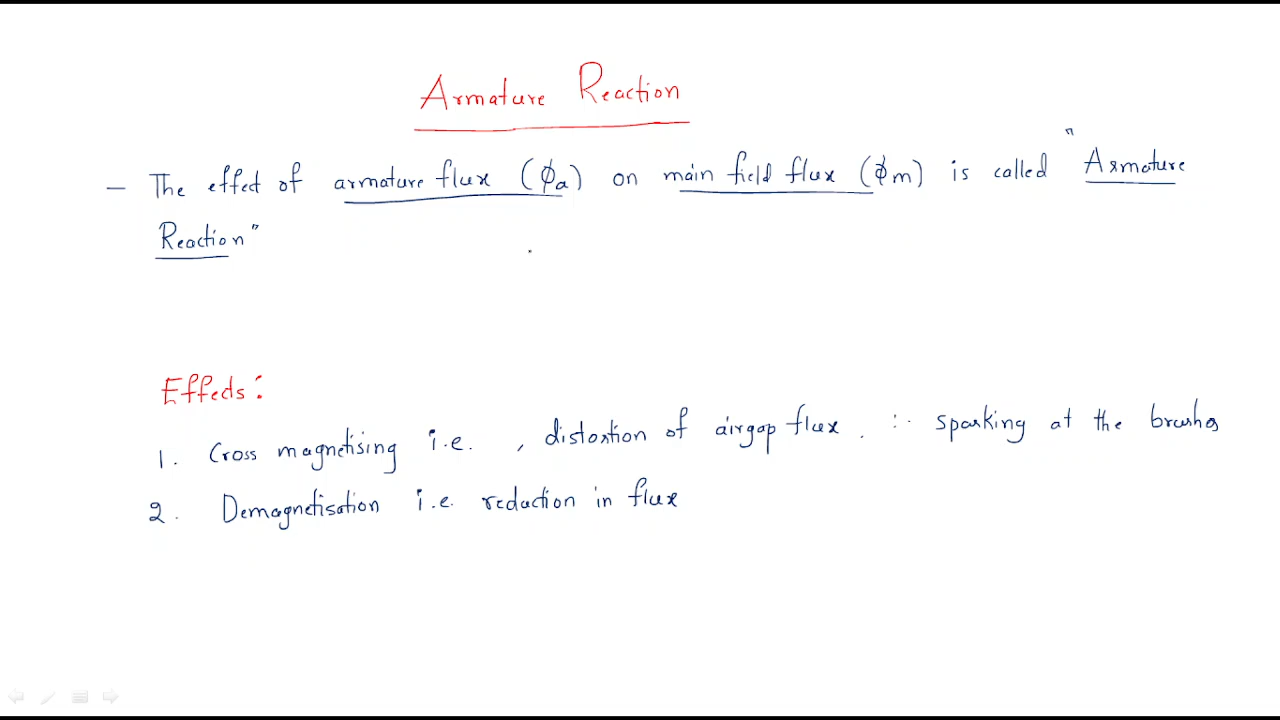 Armature Reaction
- The effect of armature flux (ϕa) on main field flux (ϕm) is called "Armature
Reaction"
Effects:
1. Cross magnetising i.e. , distortion of airgap flux . ∴ sparking at the brushes
2. Demagnetisation i.e. reduction in flux